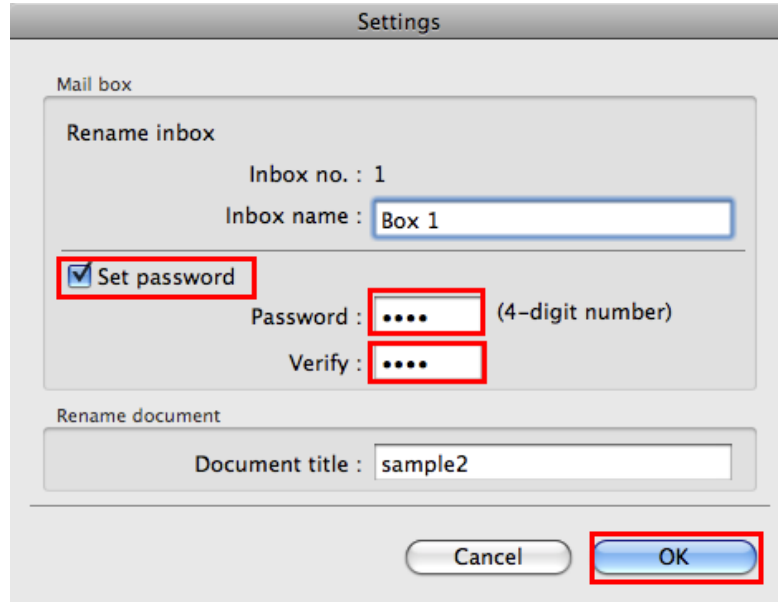 Settings
Mail box
Rename inbox
Inbox no. : 1
Inbox name : Box 1
Set password
Password : •••• (4-digit number)
Verify : ••••
Rename document
Document title : sample2
Cancel OK